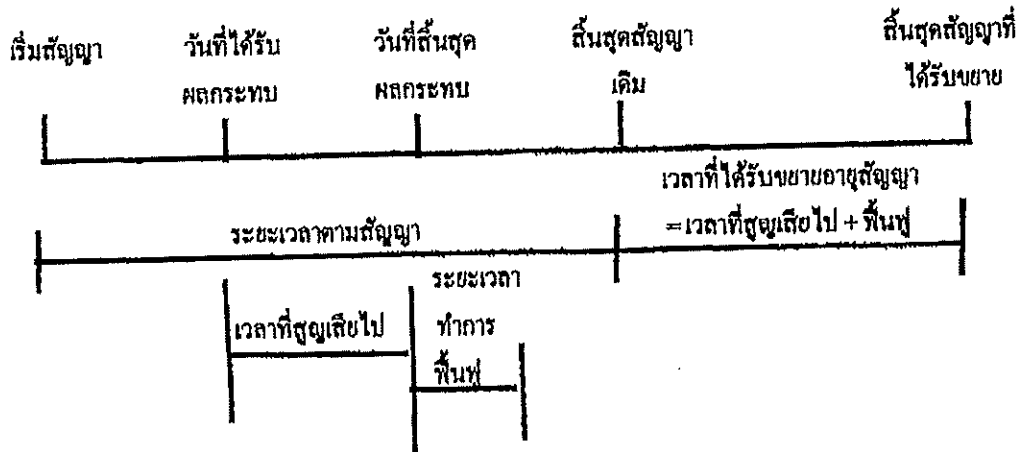 เริ่มสัญญา วันที่ได้รับ วันที่สิ้นสุด สิ้นสุดสัญญา สิ้นสุดสัญญาที่
ผลกระทบ ผลกระทบ เดิม ได้รับขยาย
เวลาที่ได้รับขยายอายุสัญญา
ระยะเวลาตามสัญญา =เวลาที่สูญเสียไป + ฟื้นฟู
ระยะเวลา
เวลาที่สูญเสียไป ทำการ
ฟื้นฟู